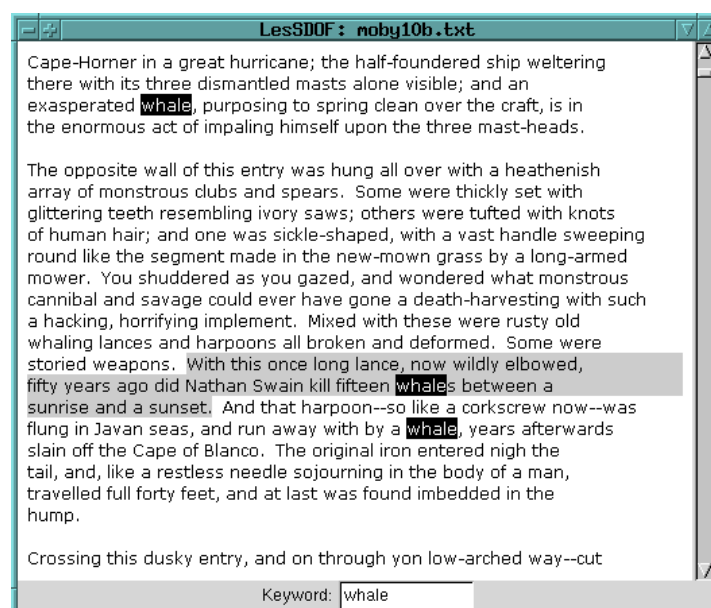 LesSDOF: moby10b.txt
Cape-Horner in a great hurricane; the half-foundered ship weltering
there with its three dismantled masts alone visible; and an
exasperated whale, purposing to spring clean over the craft, is in
the enormous act of impaling himself upon the three mast-heads.
The opposite wall of this entry was hung all over with a heathenish
array of monstrous clubs and spears.  Some were thickly set with
glittering teeth resembling ivory saws; others were tufted with knots
of human hair; and one was sickle-shaped, with a vast handle sweeping
round like the segment made in the new-mown grass by a long-armed
mower.  You shuddered as you gazed, and wondered what monstrous
cannibal and savage could ever have gone a death-harvesting with such
a hacking, horrifying implement.  Mixed with these were rusty old
whaling lances and harpoons all broken and deformed.  Some were
storied weapons.  With this once long lance, now wildly elbowed,
fifty years ago did Nathan Swain kill fifteen whales between a
sunrise and a sunset.  And that harpoon--so like a corkscrew now--was
flung in Javan seas, and run away with by a whale, years afterwards
slain off the Cape of Blanco.  The original iron entered nigh the
tail, and, like a restless needle sojourning in the body of a man,
travelled full forty feet, and at last was found imbedded in the
hump.
Crossing this dusky entry, and on through yon low-arched way--cut
Keyword: whale